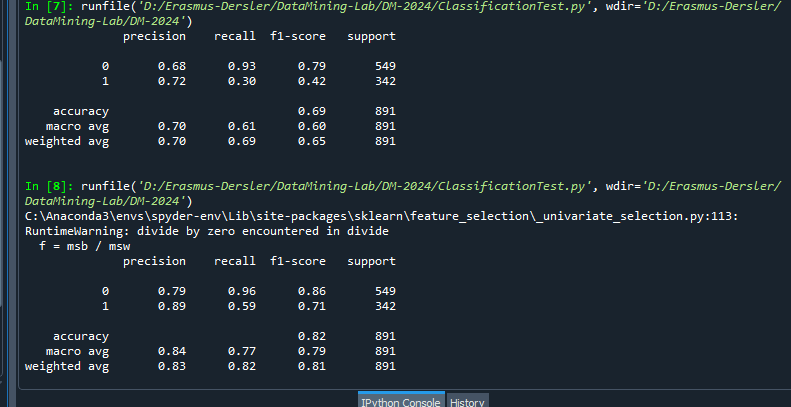 In [7]: runfile('D:/Erasmus-Dersler/DataMining-Lab/DM-2024/ClassificationTest.py', wdir='D:/Erasmus-Dersler/
DataMining-Lab/DM-2024')
precision recall f1-score support
0 0.68 0.93 0.79 549
1 0.72 0.30 0.42 342
accuracy 0.69 891
macro avg 0.70 0.61 0.60 891
weighted avg 0.70 0.69 0.65 891
In [8]: runfile('D:/Erasmus-Dersler/DataMining-Lab/DM-2024/ClassificationTest.py', wdir='D:/Erasmus-Dersler/
DataMining-Lab/DM-2024')
C:\Anaconda3\envs\spyder-env\Lib\site-packages\sklearn\feature_selection\_univariate_selection.py:113:
RuntimeWarning: divide by zero encountered in divide
f = msb / msw
precision recall f1-score support
0 0.79 0.96 0.86 549
1 0.89 0.59 0.71 342
accuracy 0.82 891
macro avg 0.84 0.77 0.79 891
weighted avg 0.83 0.82 0.81 891
IPython Console History